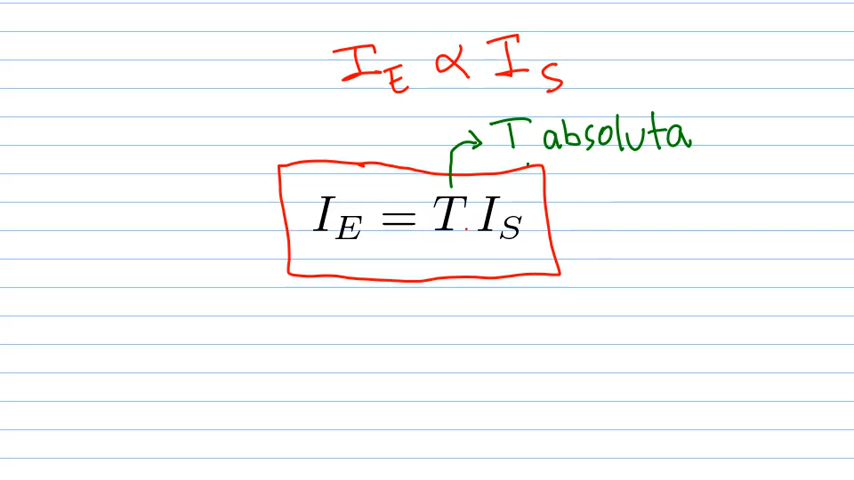 I_E ∝ I_S
T absoluta
I_E = T I_S